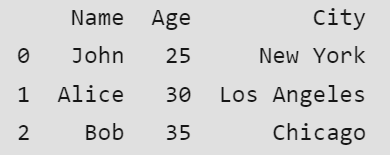 Name Age City
0 John 25 New York
1 Alice 30 Los Angeles
2 Bob 35 Chicago